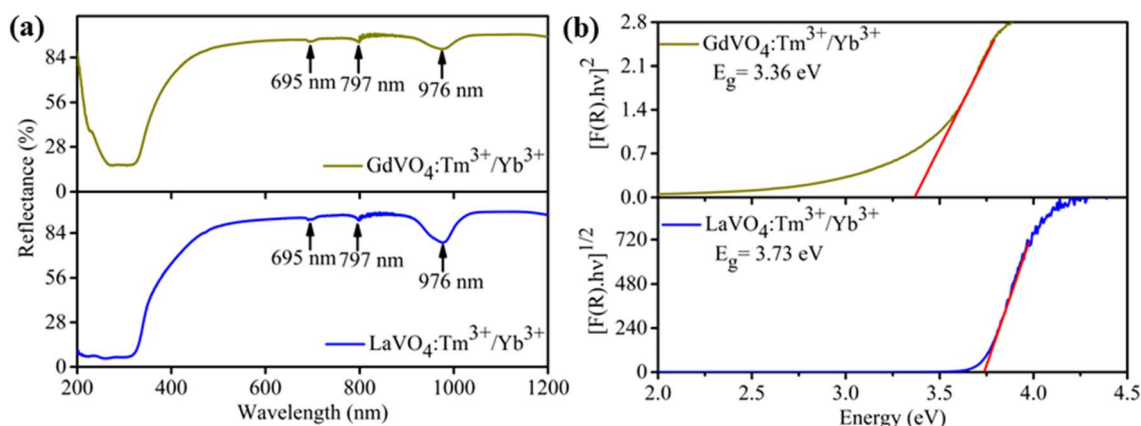 (a)
84
56
28
0
695 nm
797 nm
976 nm
GdVO4:Tm3+/Yb3+
84
56
28
0
695 nm
797 nm
976 nm
LaVO4:Tm3+/Yb3+
Reflectance (%)
200 400 600 800 1000 1200
Wavelength (nm)
(b)
2.8
2.1
1.4
0.7
0.0
[F(R).hν]2
GdVO4:Tm3+/Yb3+
Eg= 3.36 eV
720
480
240
0
[F(R).hν]1/2
LaVO4:Tm3+/Yb3+
Eg= 3.73 eV
2.0 2.5 3.0 3.5 4.0 4.5
Energy (eV)